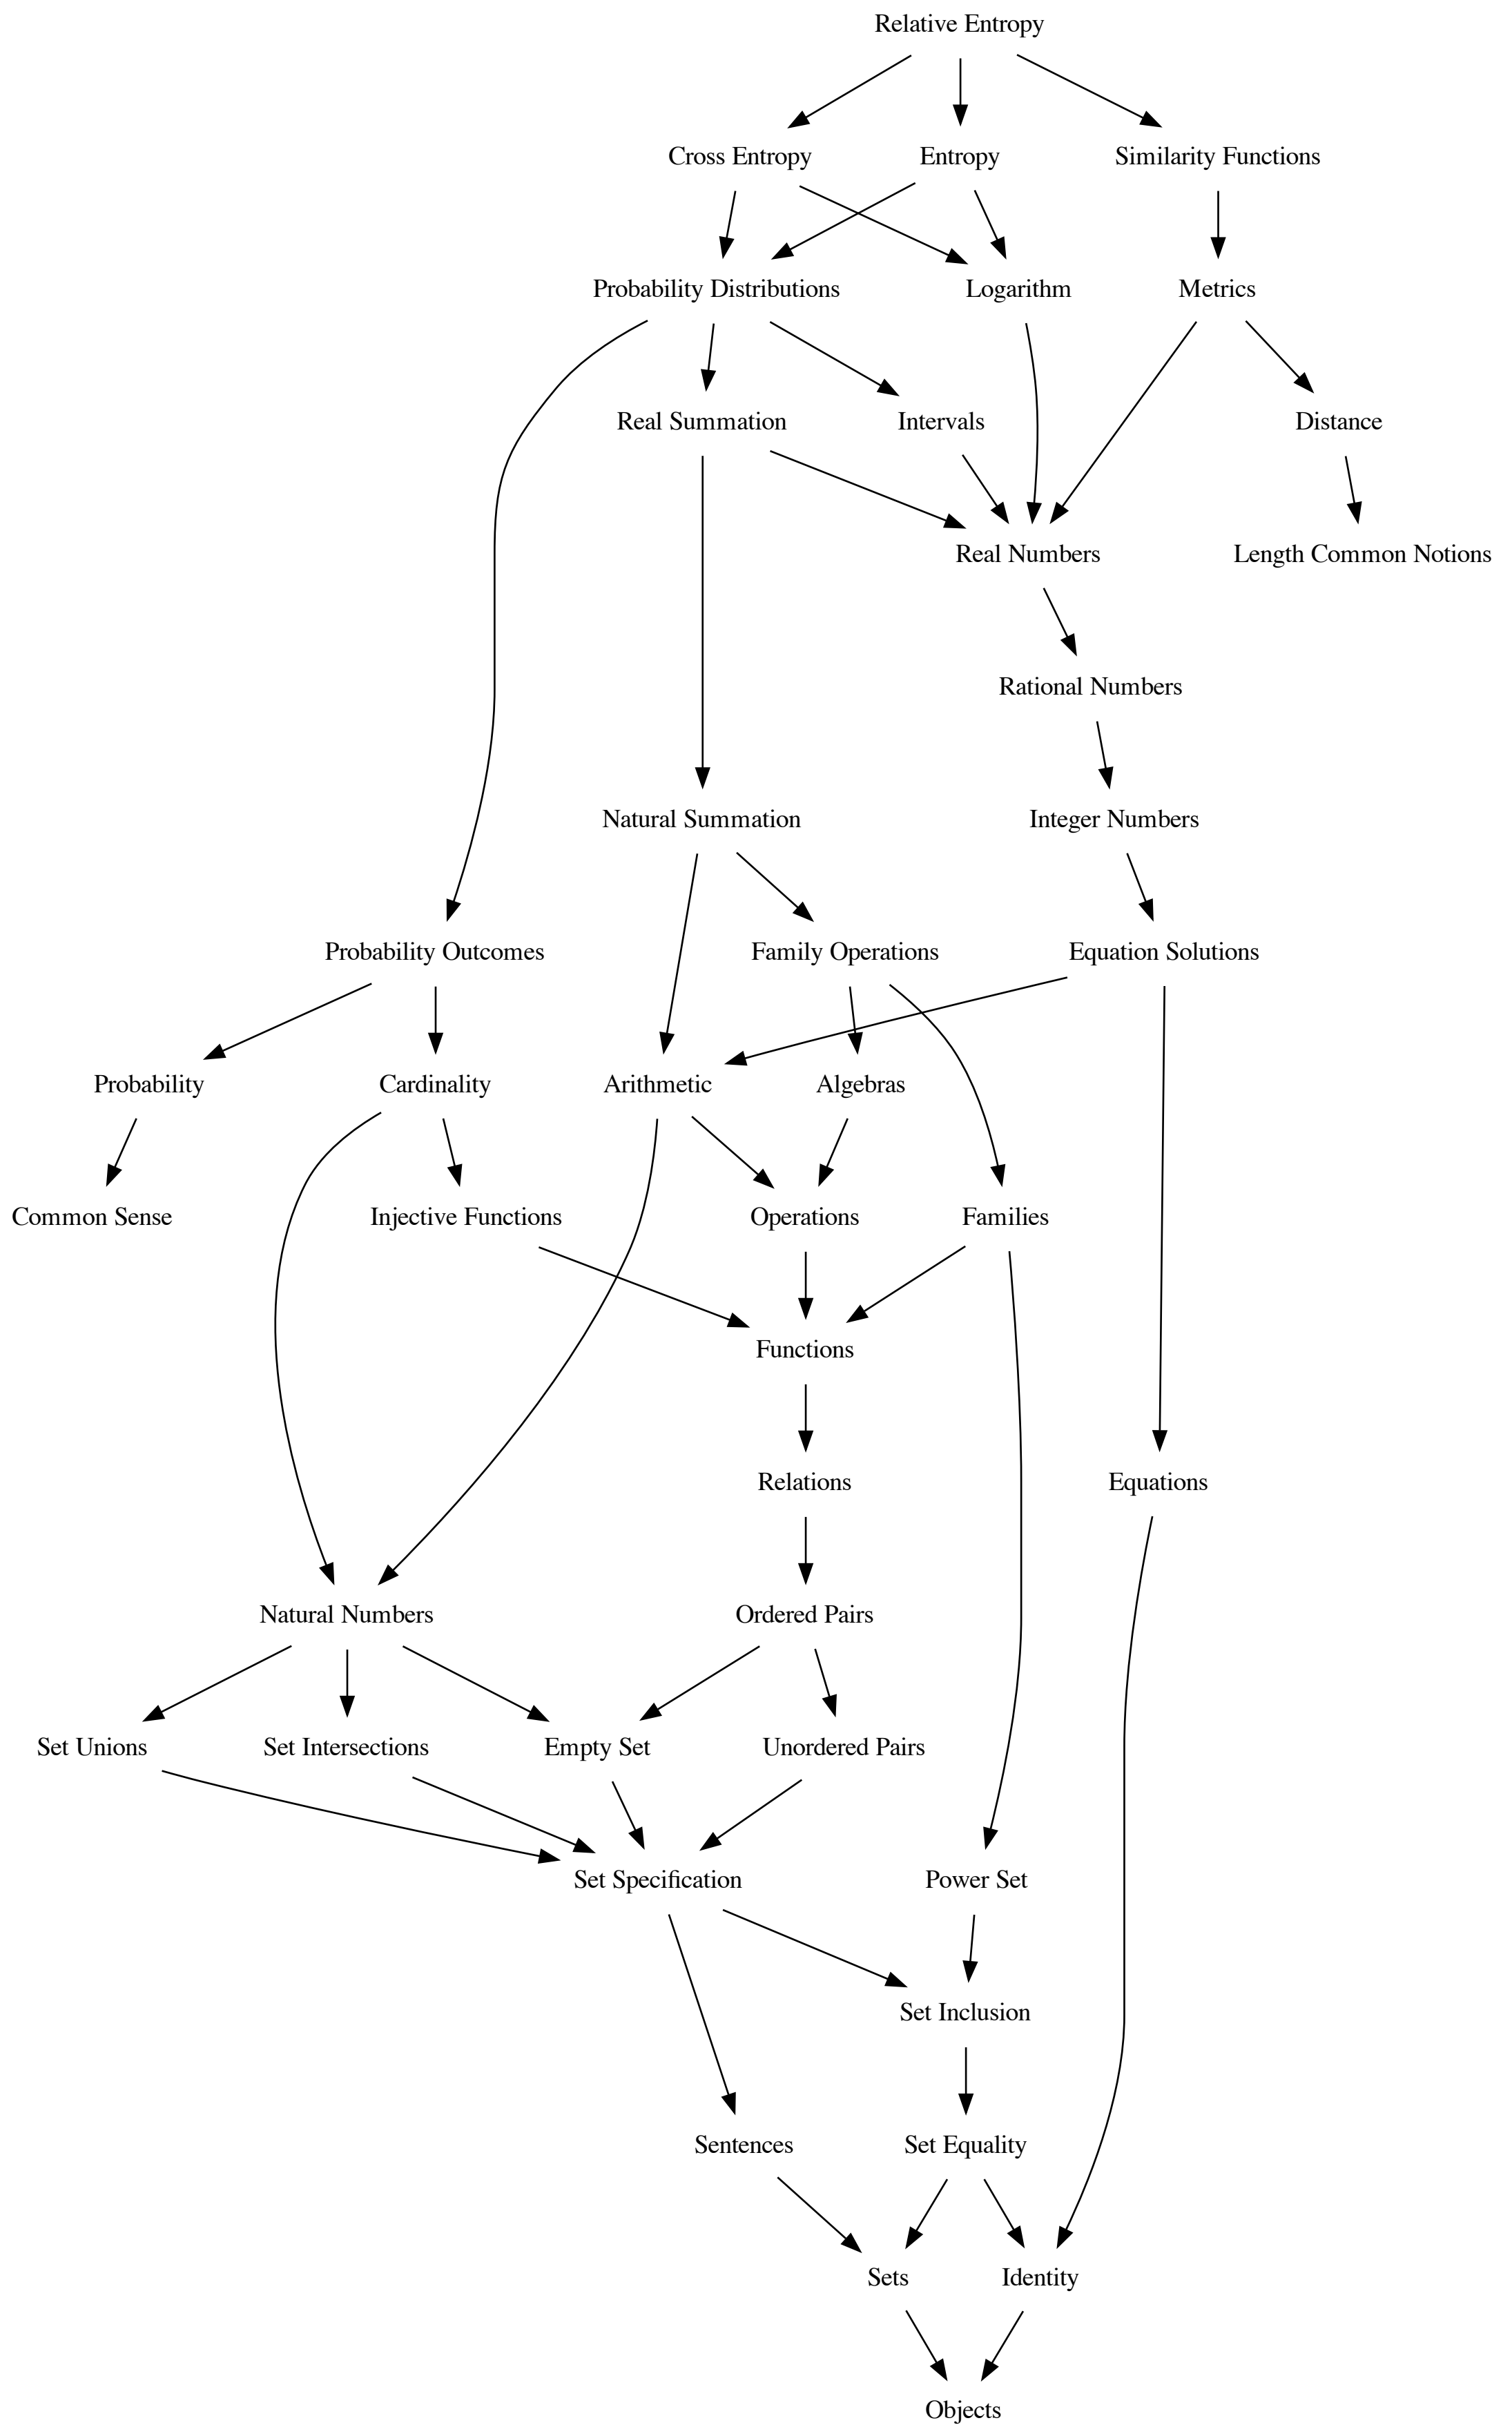 Relative Entropy
Cross Entropy
Entropy
Similarity Functions
Probability Distributions
Logarithm
Metrics
Real Summation
Intervals
Distance
Real Numbers
Length Common Notions
Rational Numbers
Natural Summation
Integer Numbers
Probability Outcomes
Family Operations
Equation Solutions
Probability
Cardinality
Arithmetic
Algebras
Common Sense
Injective Functions
Operations
Families
Functions
Relations
Equations
Natural Numbers
Ordered Pairs
Set Unions
Set Intersections
Empty Set
Unordered Pairs
Set Specification
Power Set
Set Inclusion
Sentences
Set Equality
Sets
Identity
Objects